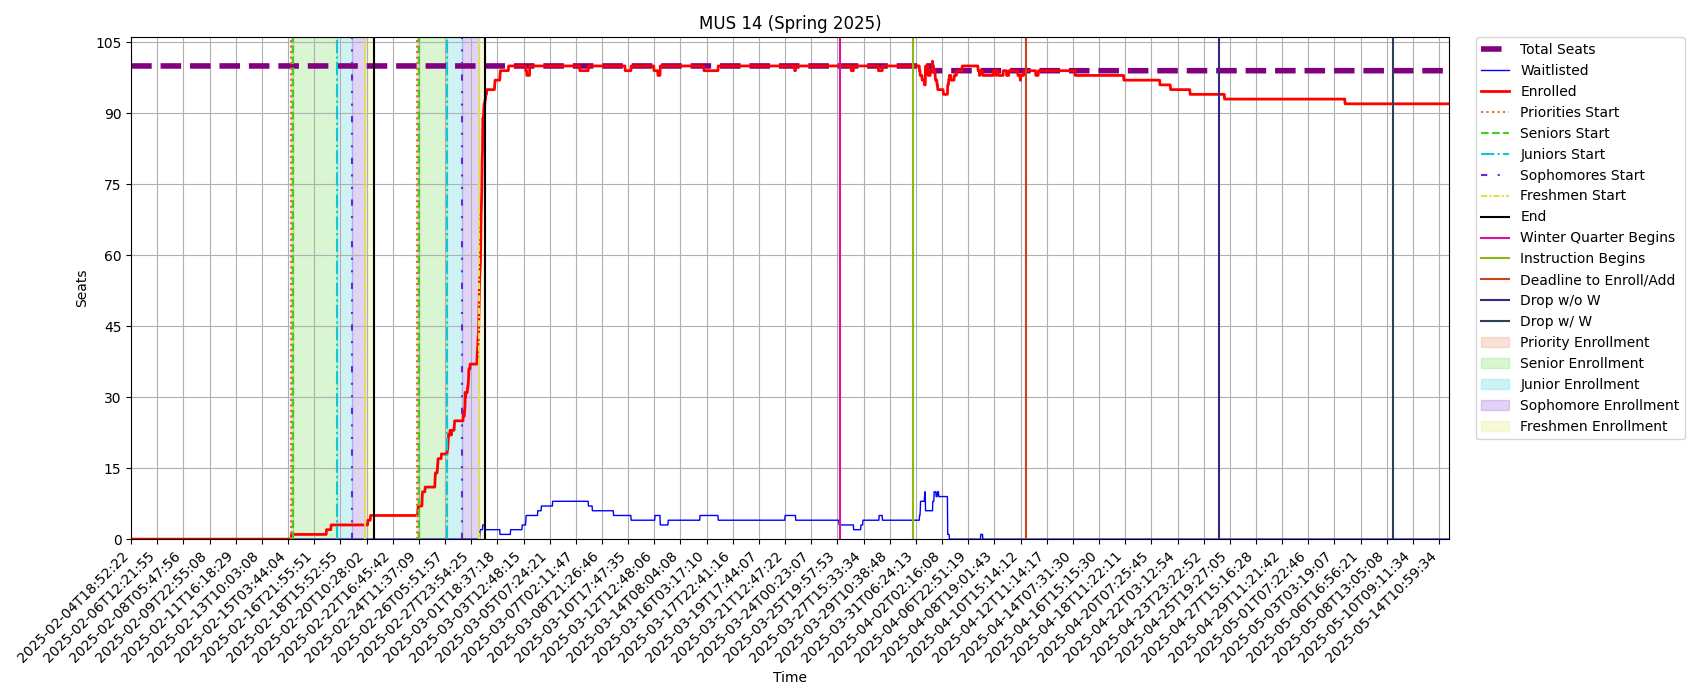 MUS 14 (Spring 2025)
105
90
75
60
45
30
15
0
Seats
2025-02-04T18:52:22
2025-02-06T12:21:55
2025-02-08T05:47:56
2025-02-09T22:55:08
2025-02-11T16:18:29
2025-02-13T10:03:08
2025-02-15T03:44:04
2025-02-16T21:55:51
2025-02-18T15:52:55
2025-02-20T10:28:02
2025-02-22T16:45:42
2025-02-24T11:37:09
2025-02-26T05:51:57
2025-02-27T23:54:25
2025-03-01T18:37:18
2025-03-03T12:48:15
2025-03-05T07:24:21
2025-03-07T02:11:47
2025-03-08T21:26:46
2025-03-10T17:47:35
2025-03-12T12:48:06
2025-03-14T08:04:08
2025-03-16T03:17:10
2025-03-17T22:41:16
2025-03-19T17:44:07
2025-03-21T12:47:22
2025-03-24T00:23:07
2025-03-25T19:57:53
2025-03-27T15:33:34
2025-03-29T10:38:48
2025-03-31T06:24:13
2025-04-02T02:16:08
2025-04-06T22:51:19
2025-04-08T19:01:43
2025-04-10T15:14:12
2025-04-12T11:14:17
2025-04-14T07:31:30
2025-04-16T15:15:30
2025-04-18T11:22:11
2025-04-20T07:25:45
2025-04-22T03:12:54
2025-04-23T23:22:52
2025-04-25T19:27:05
2025-04-27T15:16:28
2025-04-29T11:21:42
2025-05-01T07:22:46
2025-05-03T03:19:07
2025-05-06T16:56:21
2025-05-08T13:05:08
2025-05-10T09:11:34
2025-05-14T10:59:34
Time
Total Seats
Waitlisted
Enrolled
Priorities Start
Seniors Start
Juniors Start
Sophomores Start
Freshmen Start
End
Winter Quarter Begins
Instruction Begins
Deadline to Enroll/Add
Drop w/o W
Drop w/ W
Priority Enrollment
Senior Enrollment
Junior Enrollment
Sophomore Enrollment
Freshmen Enrollment